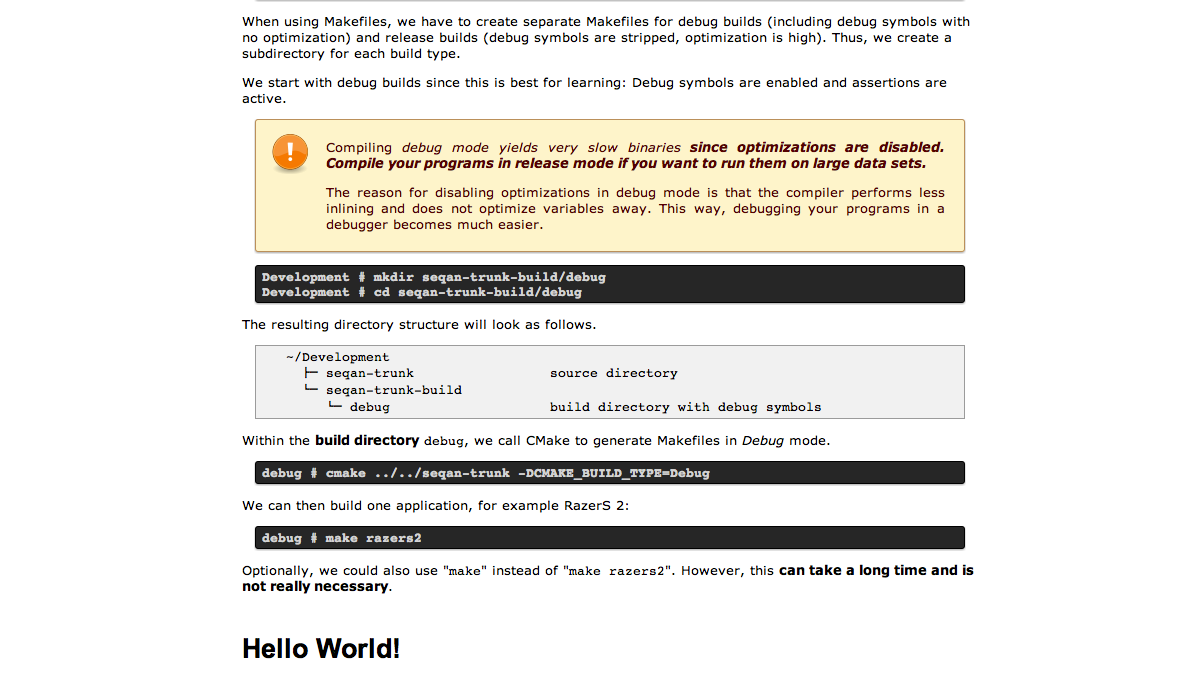 When using Makefiles, we have to create separate Makefiles for debug builds (including debug symbols with
no optimization) and release builds (debug symbols are stripped, optimization is high). Thus, we create a
subdirectory for each build type.
We start with debug builds since this is best for learning: Debug symbols are enabled and assertions are
active.
Compiling debug mode yields very slow binaries since optimizations are disabled.
Compile your programs in release mode if you want to run them on large data sets.
The reason for disabling optimizations in debug mode is that the compiler performs less
inlining and does not optimize variables away. This way, debugging your programs in a
debugger becomes much easier.
Development # mkdir seqan-trunk-build/debug
Development # cd seqan-trunk-build/debug
The resulting directory structure will look as follows.
~/Development
├─ seqan-trunk source directory
└─ seqan-trunk-build
└─ debug build directory with debug symbols
Within the build directory debug, we call CMake to generate Makefiles in Debug mode.
debug # cmake ../../seqan-trunk -DCMAKE_BUILD_TYPE=Debug
We can then build one application, for example RazerS 2:
debug # make razers2
Optionally, we could also use "make" instead of "make razers2". However, this can take a long time and is
not really necessary.
Hello World!